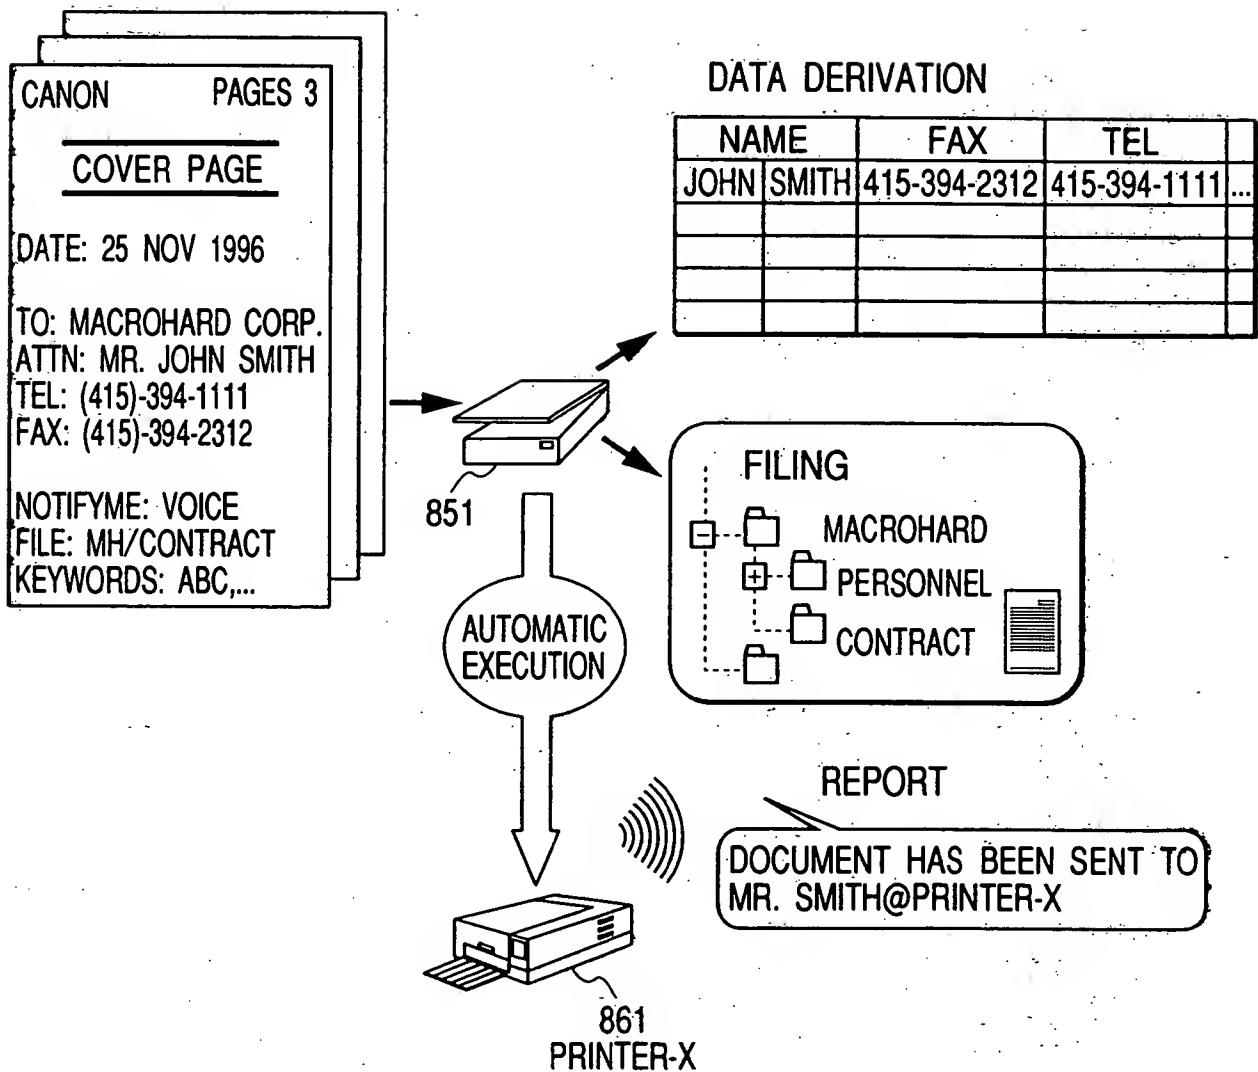 CANON PAGES 3
COVER PAGE
DATE: 25 NOV 1996
TO: MACROHARD CORP.
ATTN: MR. JOHN SMITH
TEL: (415)-394-1111
FAX: (415)-394-2312
NOTIFYME: VOICE
FILE: MH/CONTRACT
KEYWORDS: ABC,...
851
DATA DERIVATION
NAME FAX TEL
JOHN SMITH 415-394-2312 415-394-1111 ...
FILING
MACROHARD
PERSONNEL
CONTRACT
AUTOMATIC
EXECUTION
REPORT
DOCUMENT HAS BEEN SENT TO
MR. SMITH@PRINTER-X
861
PRINTER-X